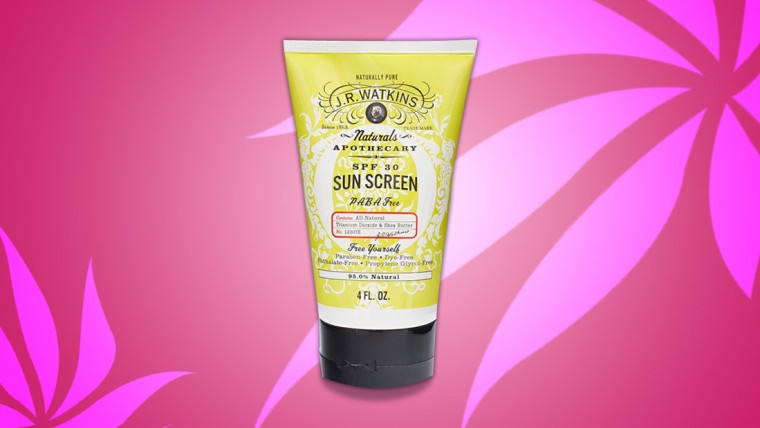 NATURALLY PURE
J.R. WATKINS
Since 1868 TRADE MARK
Naturals
APOTHECARY
SPF 30
SUN SCREEN
PABA Free
Contains: All-Natural
Titanium Dioxide & Shea Butter
Free Yourself
Paraben-Free • Dye-Free
Phthalate-Free • Propylene Glycol-Free
95.0% Natural
4 FL. OZ.